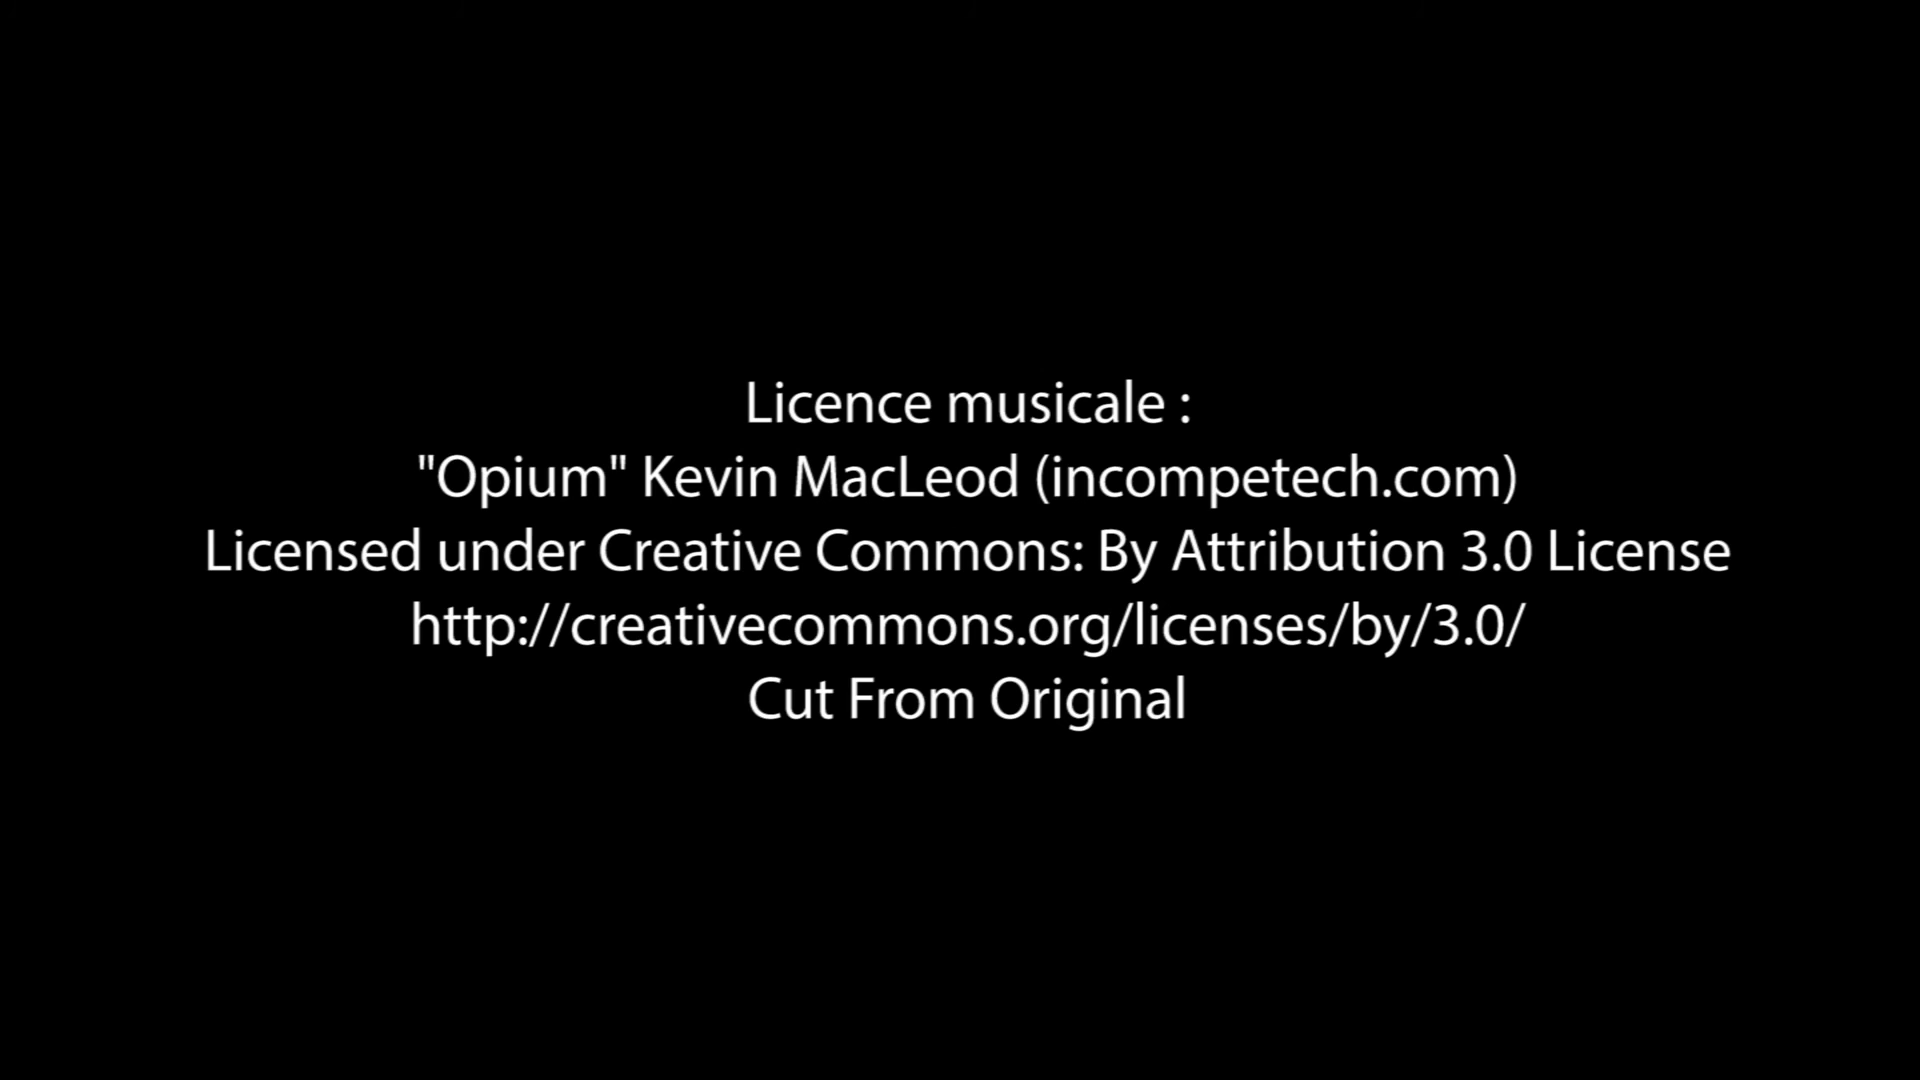 Licence musicale :
"Opium" Kevin MacLeod (incompetech.com)
Licensed under Creative Commons: By Attribution 3.0 License
http://creativecommons.org/licenses/by/3.0/
Cut From Original